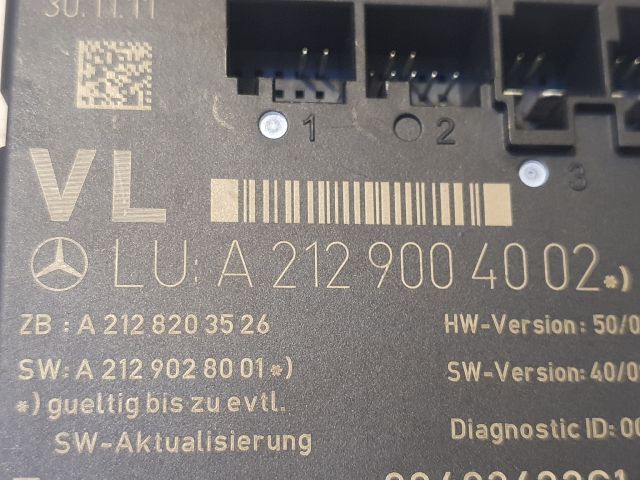 30.11.11
1 2 3
VL
LU: A 212 900 40 02*)
ZB : A 212 820 35 26
HW-Version: 50/0
SW: A 212 902 80 01*)
SW-Version: 40/0
*) gueltig bis zu evtl.
SW-Aktualisierung
Diagnostic ID: 00